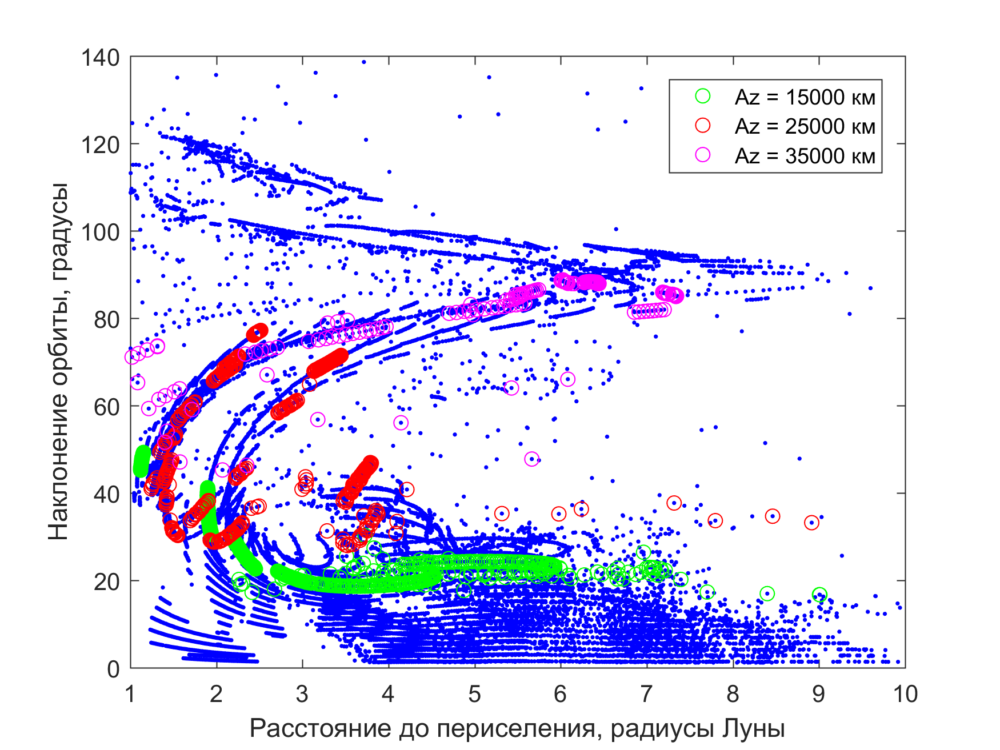 140
120
100
80
60
40
20
0
1 2 3 4 5 6 7 8 9 10
Наклонение орбиты, градусы
Расстояние до периселения, радиусы Луны
Az = 15000 км
Az = 25000 км
Az = 35000 км